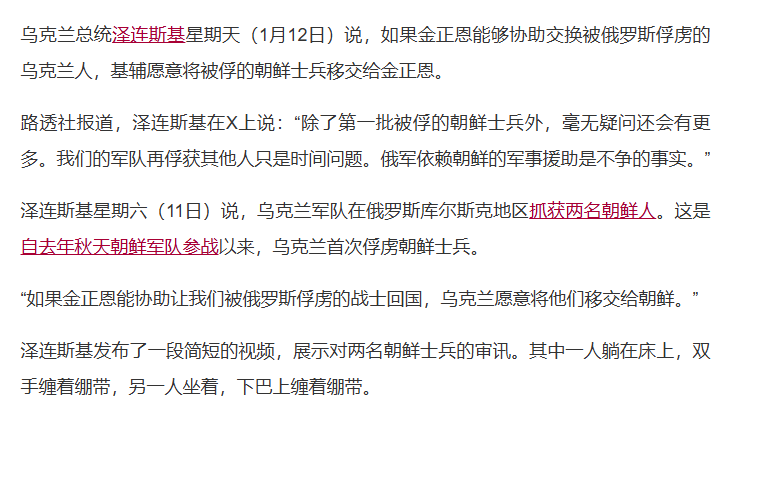 乌克兰总统泽连斯基星期天（1月12日）说，如果金正恩能够协助交换被俄罗斯俘虏的
乌克兰人，基辅愿意将被俘的朝鲜士兵移交给金正恩。
路透社报道，泽连斯基在X上说：“除了第一批被俘的朝鲜士兵外，毫无疑问还会有更
多。我们的军队再俘获其他人只是时间问题。俄军依赖朝鲜的军事援助是不争的事实。”
泽连斯基星期六（11日）说，乌克兰军队在俄罗斯库尔斯克地区抓获两名朝鲜人。这是
自去年秋天朝鲜军队参战以来，乌克兰首次俘虏朝鲜士兵。
“如果金正恩能协助让我们被俄罗斯俘虏的战士回国，乌克兰愿意将他们移交给朝鲜。”
泽连斯基发布了一段简短的视频，展示对两名朝鲜士兵的审讯。其中一人躺在床上，双
手缠着绷带，另一人坐着，下巴上缠着绷带。